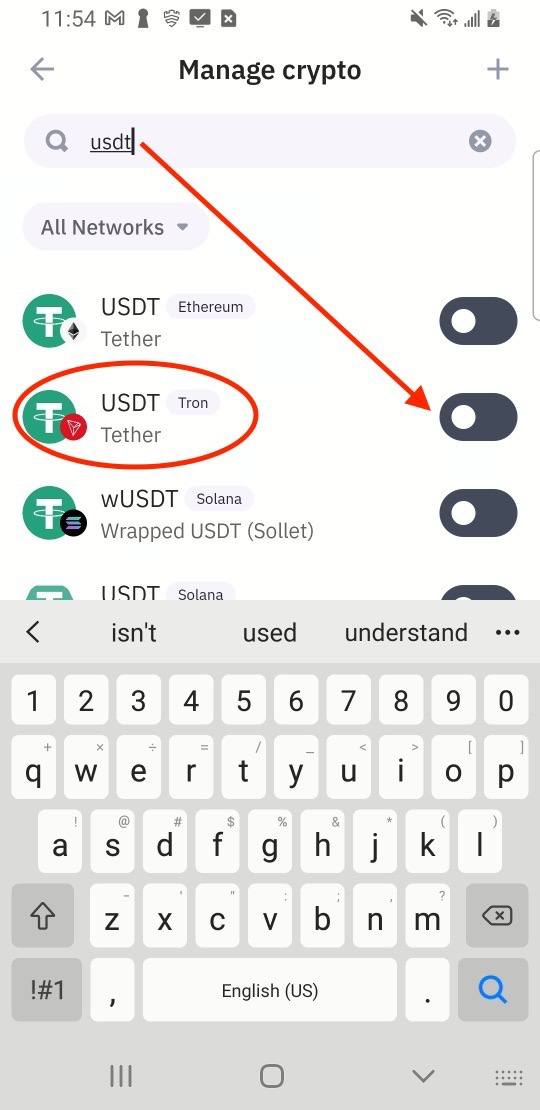 11:54
Manage crypto
usdt
All Networks
USDT Ethereum
Tether
USDT Tron
Tether
wUSDT Solana
Wrapped USDT (Sollet)
USDT Solana
isn't used understand
1 2 3 4 5 6 7 8 9 0
+ × ÷ = / _ < > [ ]
q w e r t y u i o p
! @ # $ % & * ( )
a s d f g h j k l
- ' " : ; , ?
z x c v b n m
!#1 , English (US) .